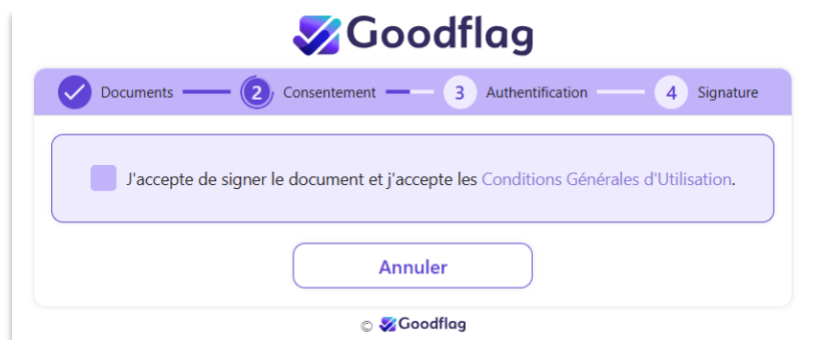 Goodflag
Documents 2 Consentement 3 Authentification 4 Signature
J'accepte de signer le document et j'accepte les Conditions Générales d'Utilisation.
Annuler
© Goodflag